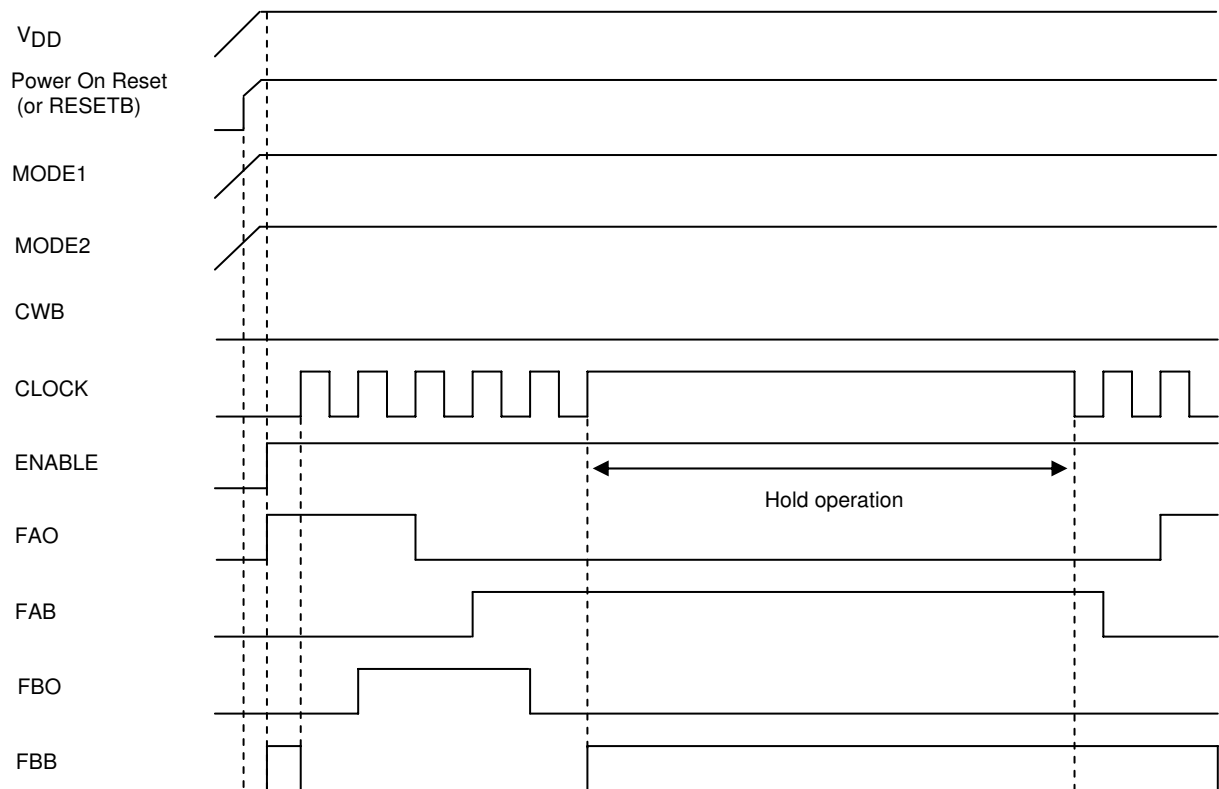 VDD
Power On Reset
(or RESETB)
MODE1
MODE2
CWB
CLOCK
ENABLE
Hold operation
FAO
FAB
FBO
FBB